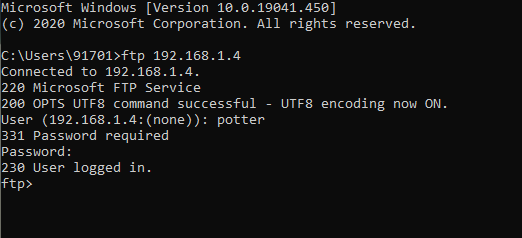 Microsoft Windows [Version 10.0.19041.450]
(c) 2020 Microsoft Corporation. All rights reserved.
C:\Users\91701>ftp 192.168.1.4
Connected to 192.168.1.4.
220 Microsoft FTP Service
200 OPTS UTF8 command successful - UTF8 encoding now ON.
User (192.168.1.4:(none)): potter
331 Password required
Password:
230 User logged in.
ftp>